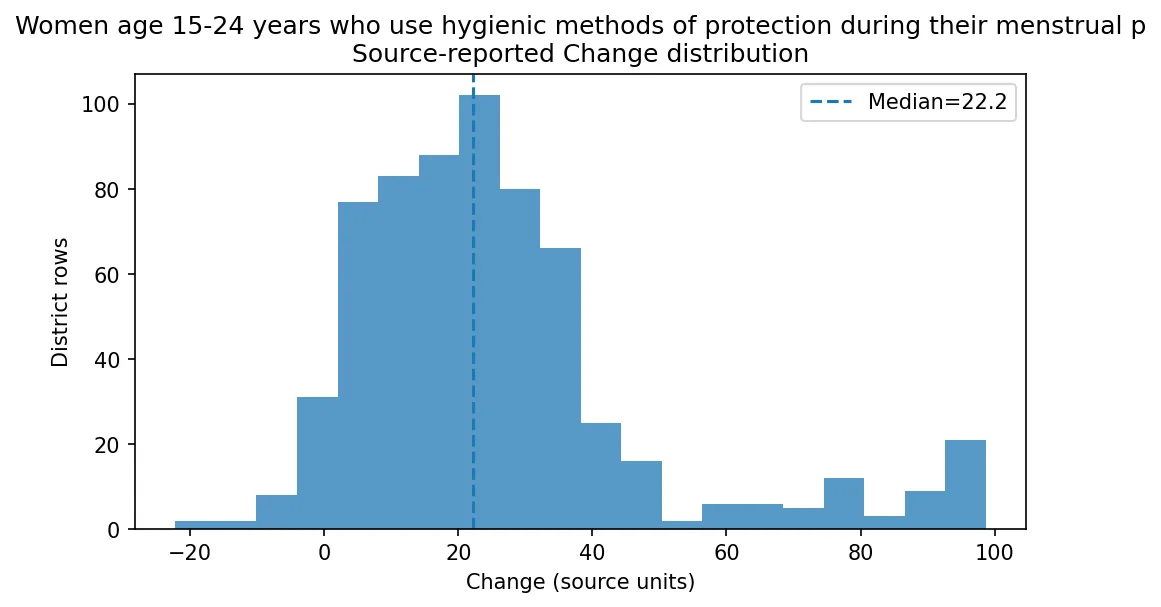 Women age 15-24 years who use hygienic methods of protection during their menstrual p
Source-reported Change distribution
Median=22.2
District rows
100
80
60
40
20
0
−20 0 20 40 60 80 100
Change (source units)